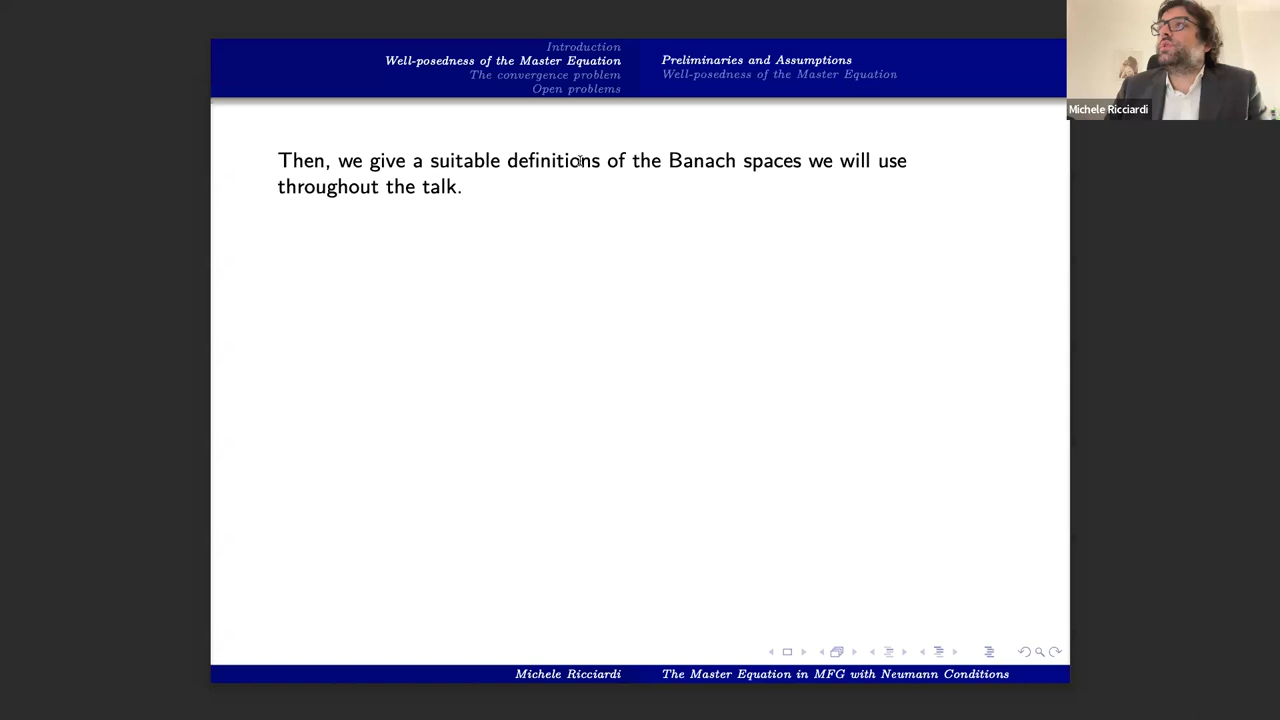 Introduction
Well-posedness of the Master Equation
The convergence problem
Open problems
Preliminaries and Assumptions
Well-posedness of the Master Equation
Michele Ricciardi
Then, we give a suitable definitions of the Banach spaces we will use
throughout the talk.
Michele Ricciardi
The Master Equation in MFG with Neumann Conditions